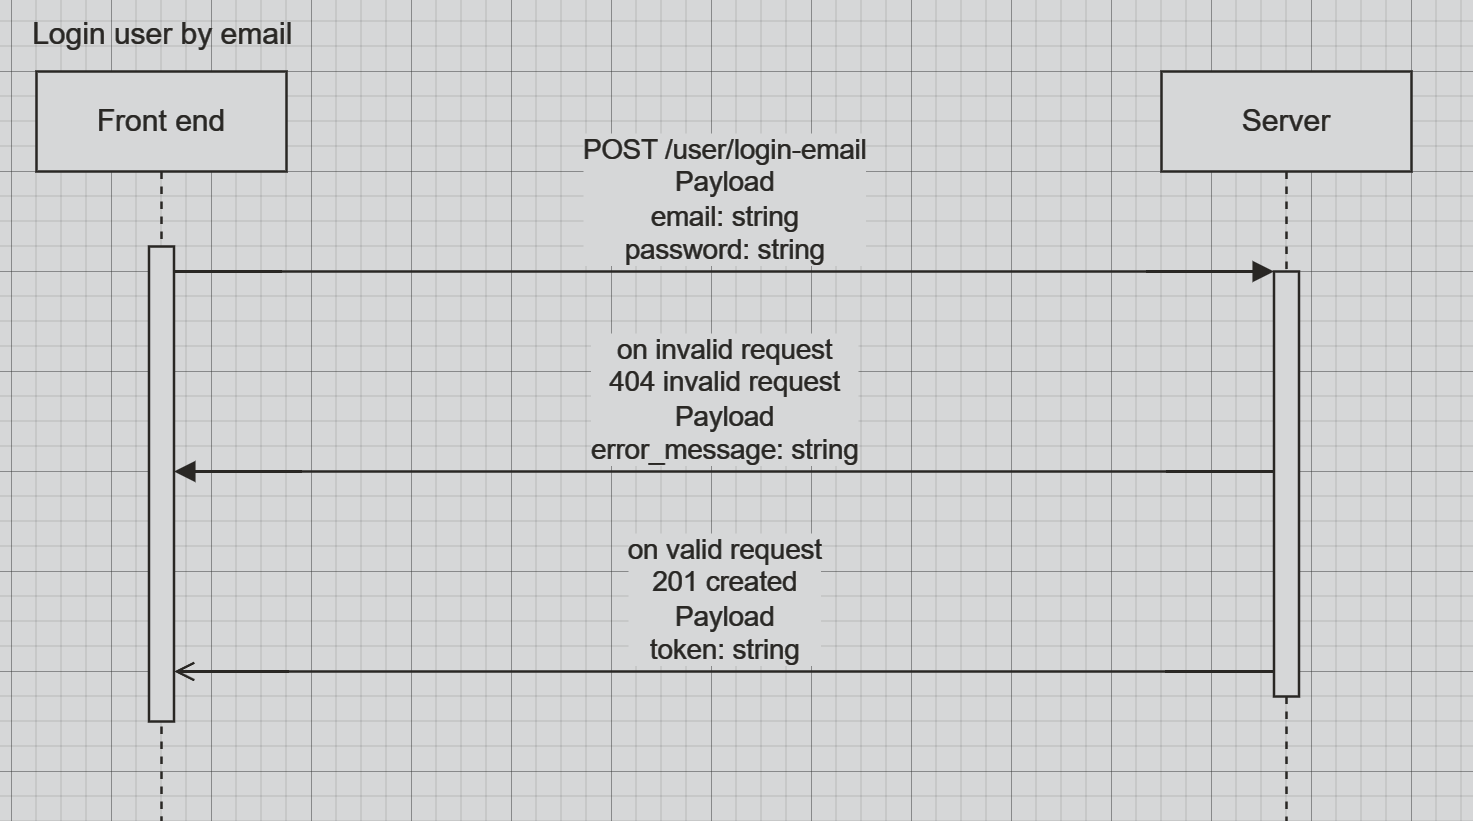 Login user by email
Front end
Server
POST /user/login-email
Payload
email: string
password: string
on invalid request
404 invalid request
Payload
error_message: string
on valid request
201 created
Payload
token: string